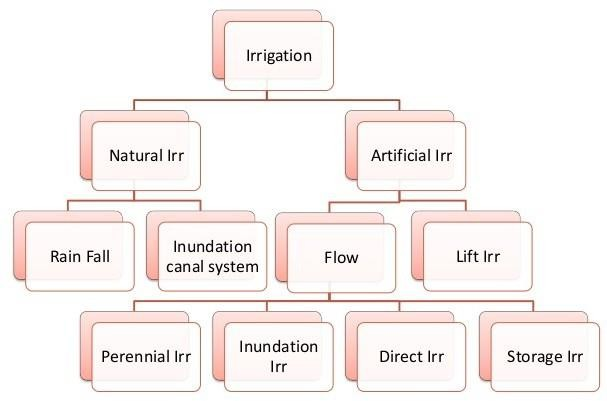 Irrigation
Natural Irr
Artificial Irr
Rain Fall
Inundation
canal system
Flow
Lift Irr
Perennial Irr
Inundation
Irr
Direct Irr
Storage Irr